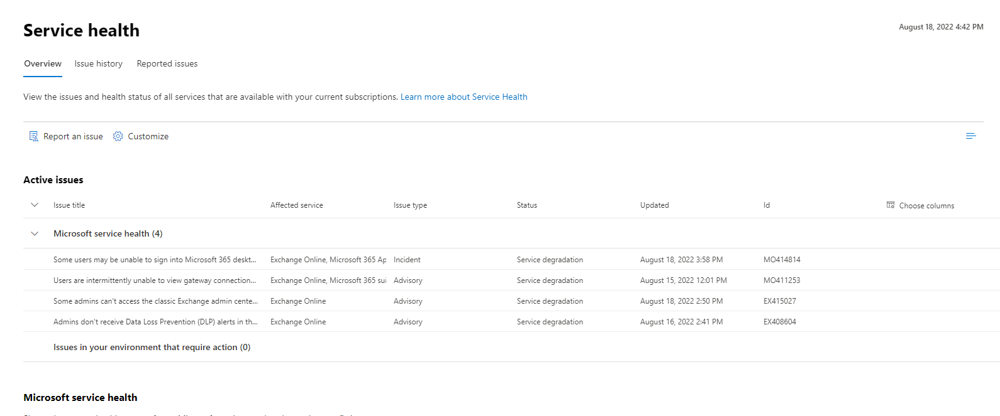 Service health
August 18, 2022 4:42 PM
Overview Issue history Reported issues
View the issues and health status of all services that are available with your current subscriptions. Learn more about Service Health
Report an issue Customize
Active issues
Issue title Affected service Issue type Status Updated Id Choose columns
Microsoft service health (4)
Some users may be unable to sign into Microsoft 365 deskt... Exchange Online, Microsoft 365 Ap Incident Service degradation August 18, 2022 3:58 PM MO414814
Users are intermittently unable to view gateway connection... Exchange Online, Microsoft 365 sui Advisory Service degradation August 15, 2022 12:01 PM MO411253
Some admins can't access the classic Exchange admin cente... Exchange Online Advisory Service degradation August 18, 2022 2:50 PM EX415027
Admins don't receive Data Loss Prevention (DLP) alerts in th... Exchange Online Advisory Service degradation August 16, 2022 2:41 PM EX408604
Issues in your environment that require action (0)
Microsoft service health